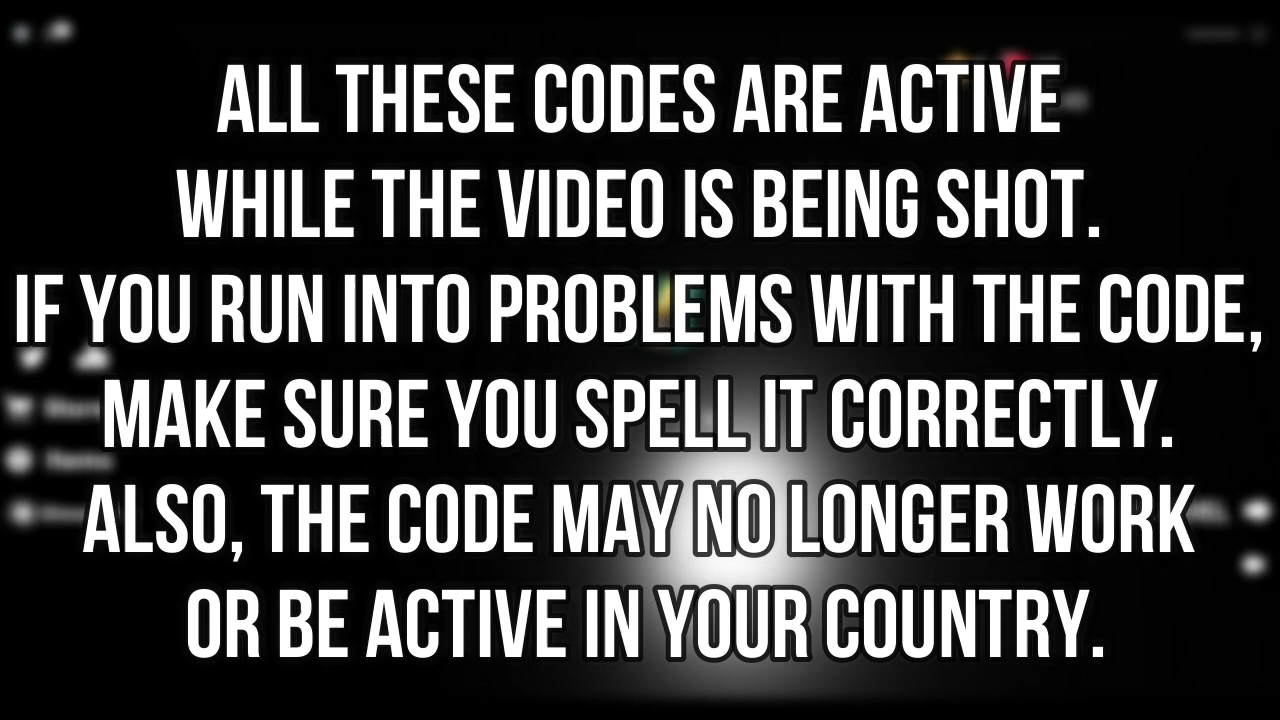 ALL THESE CODES ARE ACTIVE
WHILE THE VIDEO IS BEING SHOT.
IF YOU RUN INTO PROBLEMS WITH THE CODE,
MAKE SURE YOU SPELL IT CORRECTLY.
ALSO, THE CODE MAY NO LONGER WORK
OR BE ACTIVE IN YOUR COUNTRY.